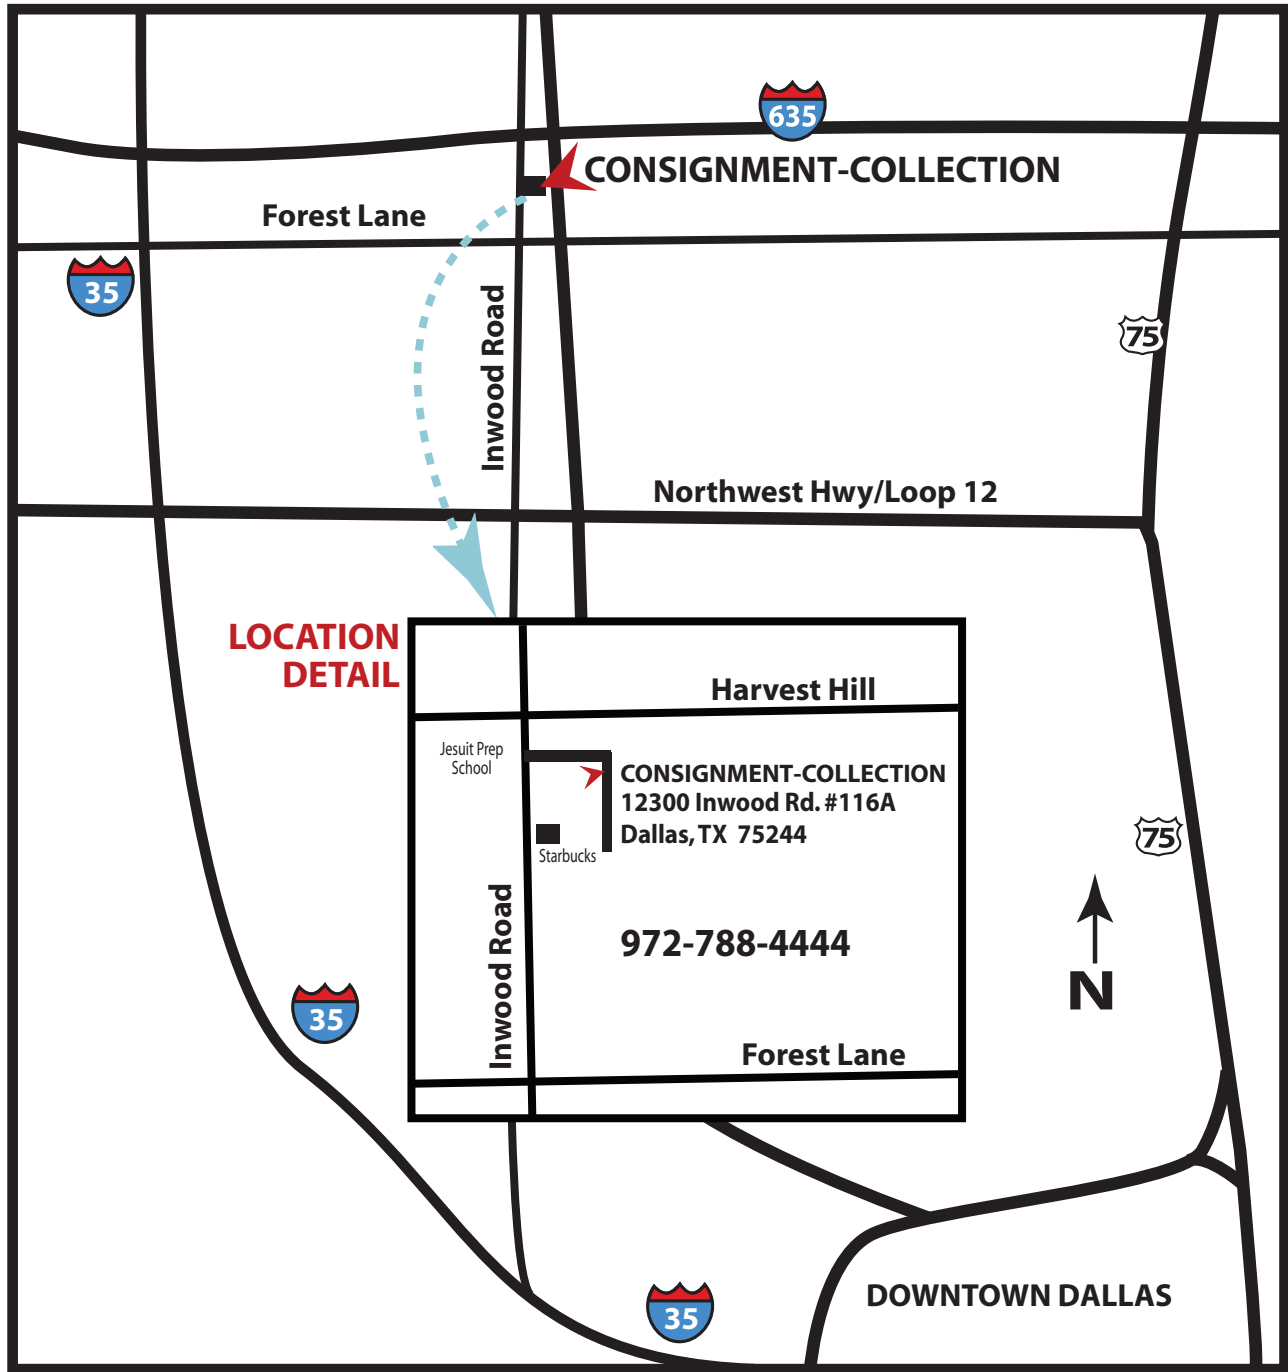 635
CONSIGNMENT-COLLECTION
Forest Lane
35
Inwood Road
75
Northwest Hwy/Loop 12
LOCATION
DETAIL
Harvest Hill
Jesuit Prep
School
CONSIGNMENT-COLLECTION
12300 Inwood Rd. #116A
Dallas, TX 75244
Starbucks
75
Inwood Road
972-788-4444
N
35
Forest Lane
DOWNTOWN DALLAS
35